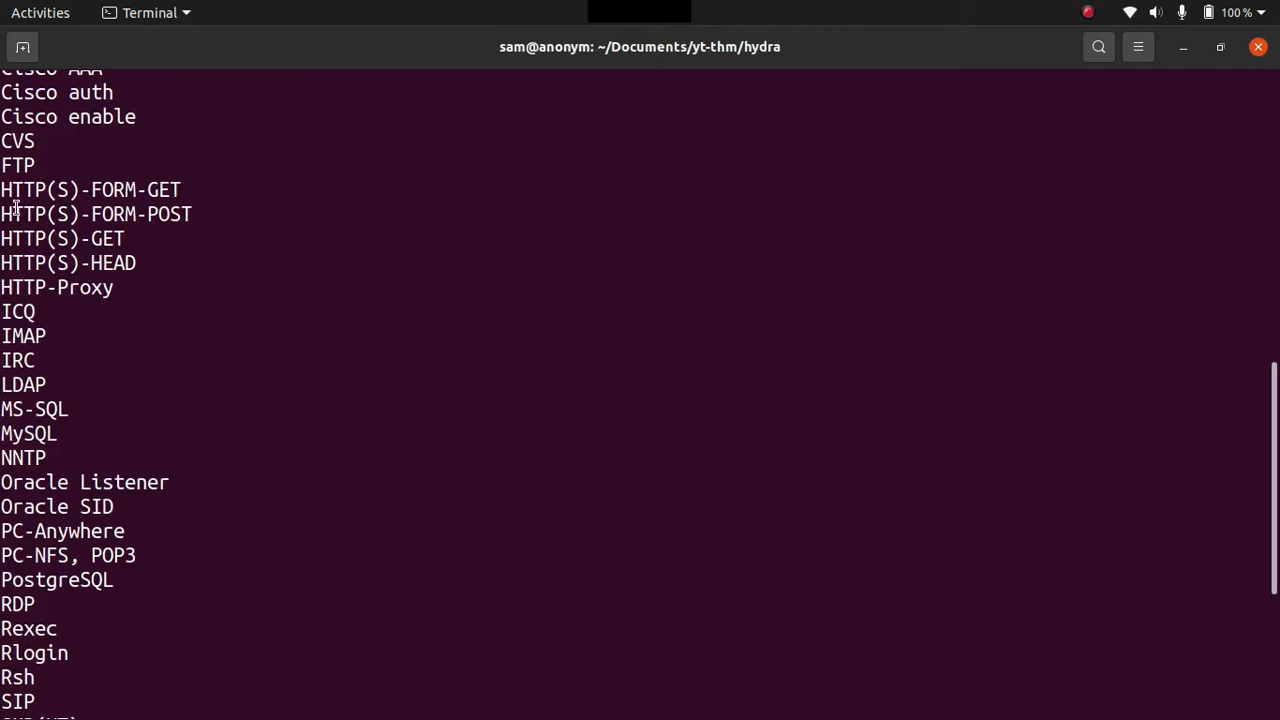 Activities
Terminal
100 %
sam@anonym: ~/Documents/yt-thm/hydra
Cisco AAA
Cisco auth
Cisco enable
CVS
FTP
HTTP(S)-FORM-GET
HTTP(S)-FORM-POST
HTTP(S)-GET
HTTP(S)-HEAD
HTTP-Proxy
ICQ
IMAP
IRC
LDAP
MS-SQL
MySQL
NNTP
Oracle Listener
Oracle SID
PC-Anywhere
PC-NFS, POP3
PostgreSQL
RDP
Rexec
Rlogin
Rsh
SIP